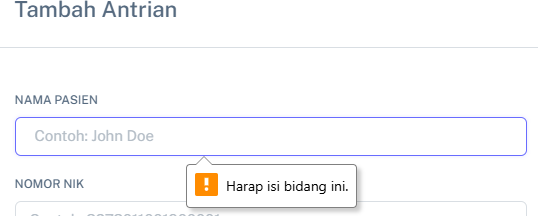 Tambah Antrian
NAMA PASIEN
Contoh: John Doe
Harap isi bidang ini.
NOMOR NIK